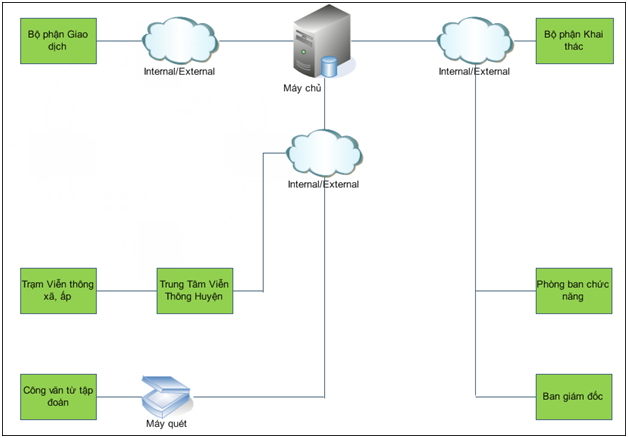 Bộ phận Giao
dịch
Internal/External
Máy chủ
Internal/External
Bộ phận Khai
thác
Internal/External
Trạm Viễn thông
xã, ấp
Trung Tâm Viễn
Thông Huyện
Phòng ban chức
năng
Công văn từ tập
đoàn
Máy quét
Ban giám đốc